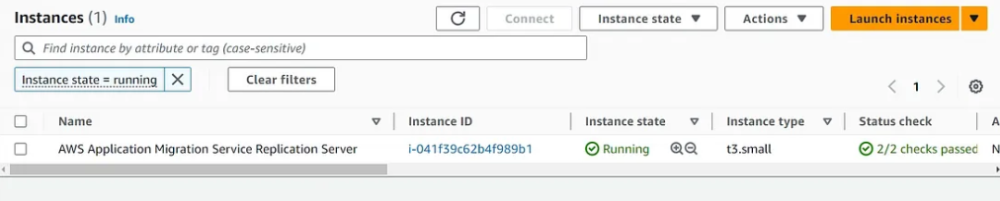 Instances (1) Info
Connect Instance state Actions Launch instances
Find instance by attribute or tag (case-sensitive)
Instance state = running Clear filters
1
Name Instance ID Instance state Instance type Status check A
AWS Application Migration Service Replication Server i-041f39c62b4f989b1 Running t3.small 2/2 checks passed N